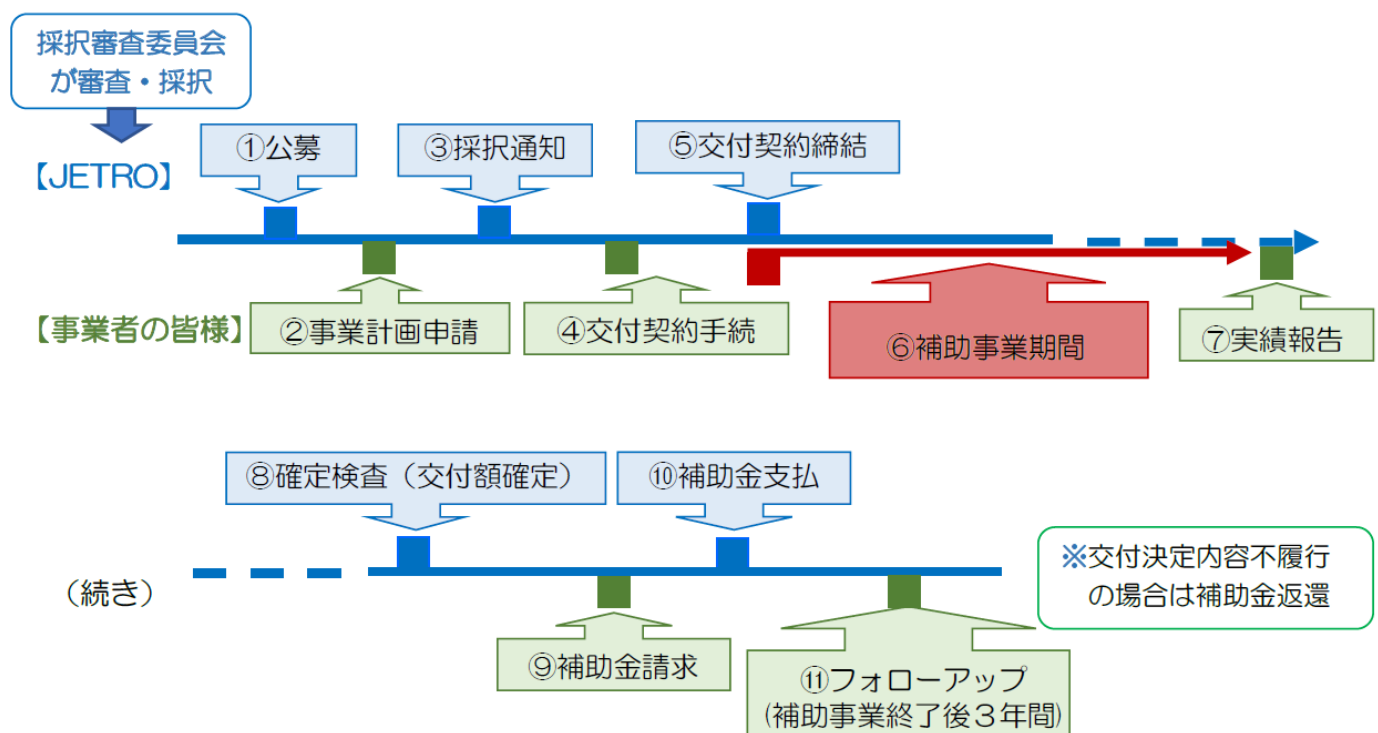 採択審査委員会
が審査・採択
【JETRO】
①公募
③採択通知
⑤交付契約締結
【事業者の皆様】
②事業計画申請
④交付契約手続
⑥補助事業期間
⑦実績報告
⑧確定検査（交付額確定）
⑩補助金支払
（続き）
※交付決定内容不履行
の場合は補助金返還
⑨補助金請求
⑪フォローアップ
(補助事業終了後３年間)